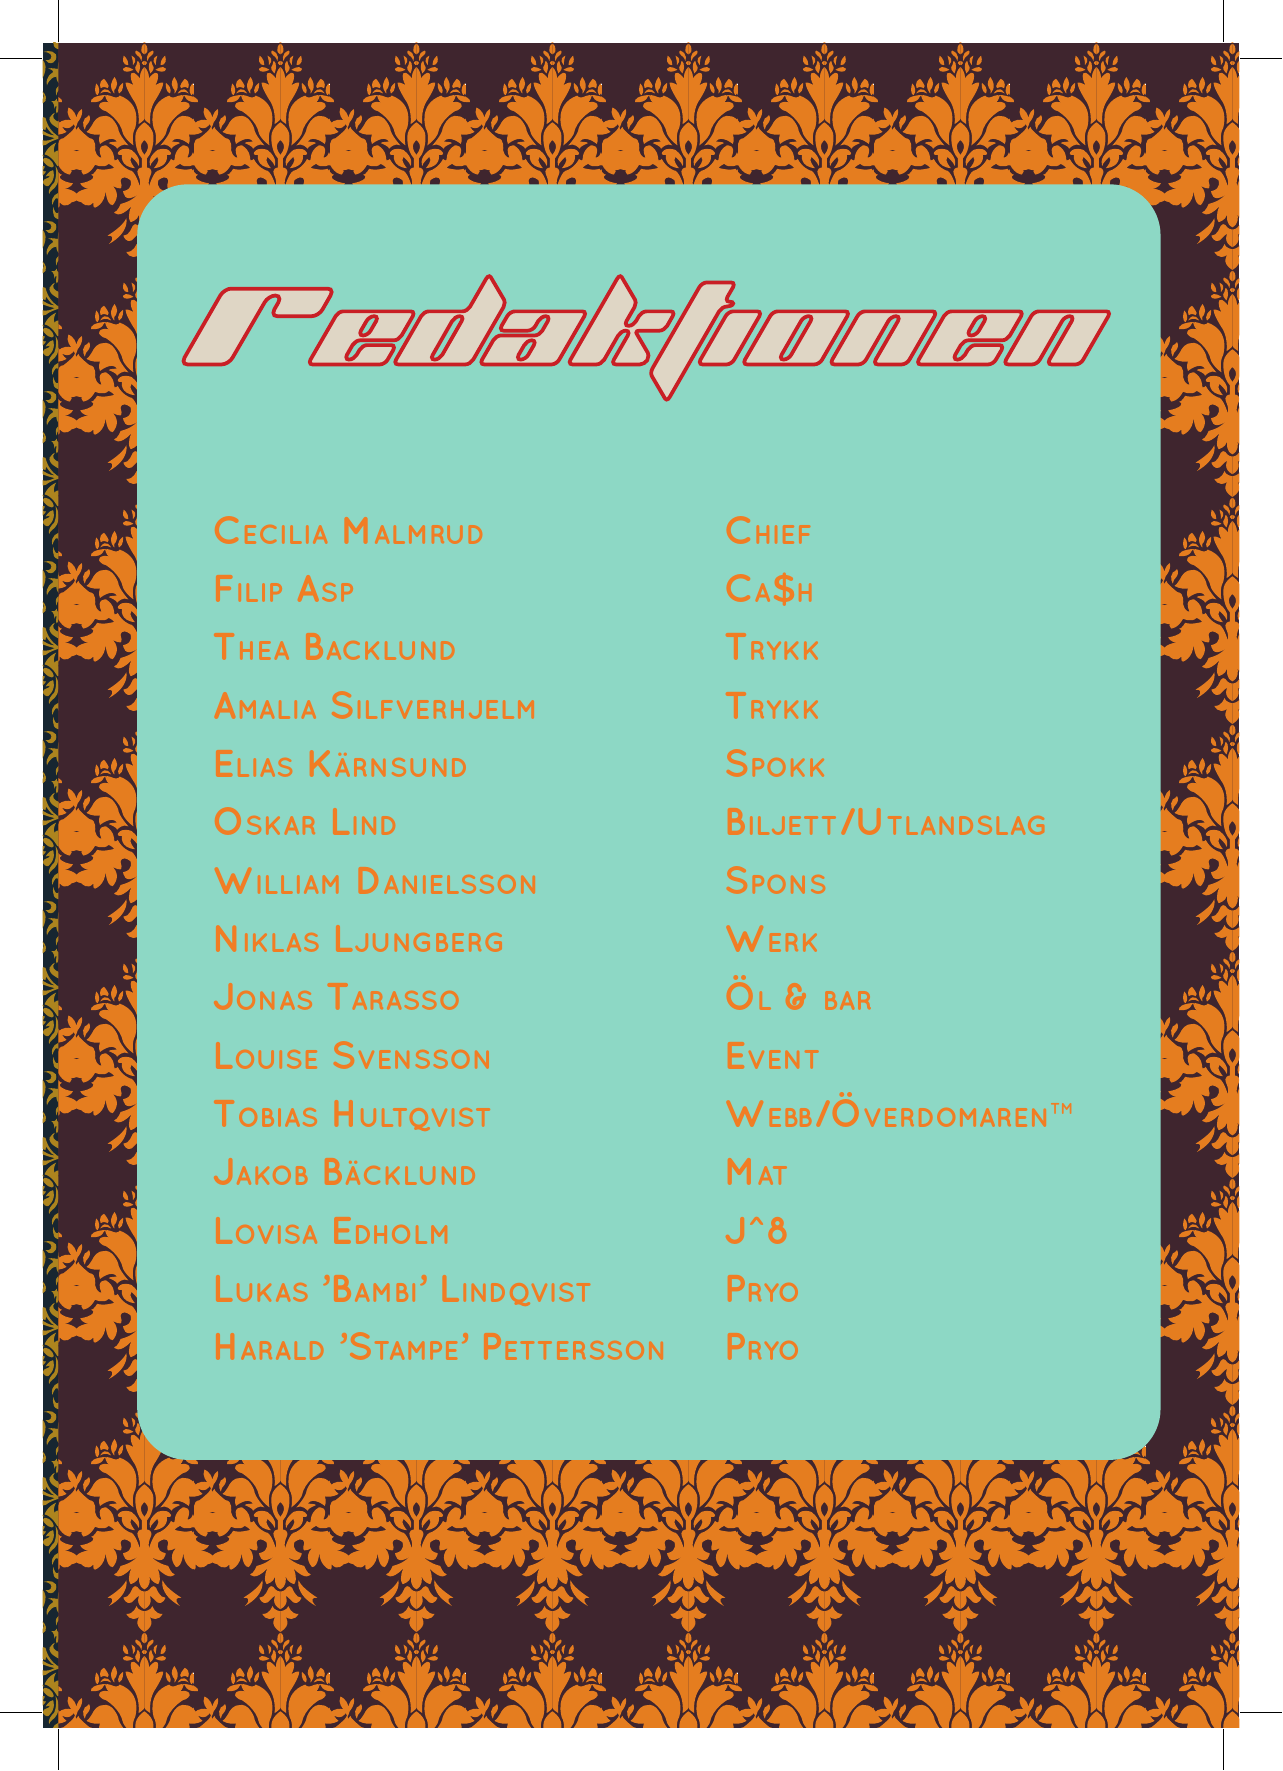 redaktionen
Cecilia Malmrud Chief
Filip Asp Ca$h
Thea Backlund Trykk
Amalia Silfverhjelm Trykk
Elias Kärnsund Spokk
Oskar Lind Biljett/Utlandslag
William Danielsson Spons
Niklas Ljungberg Werk
Jonas Tarasso Öl & bar
Louise Svensson Event
Tobias Hultqvist Webb/Överdomaren™
Jakob Bäcklund Mat
Lovisa Edholm J^8
Lukas 'Bambi' Lindqvist Pryo
Harald 'Stampe' Pettersson Pryo